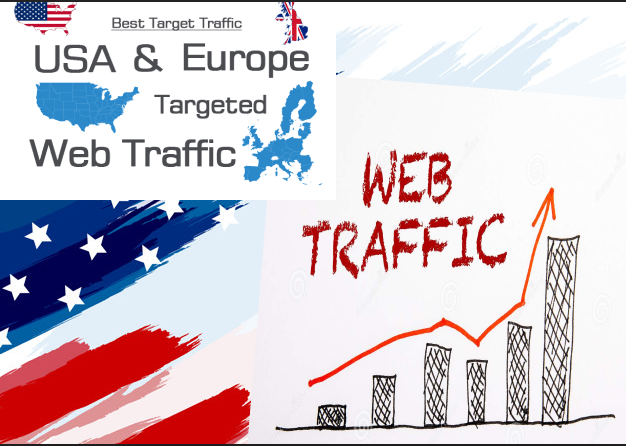 Best Target Traffic
USA & Europe
Targeted
Web Traffic
WEB
TRAFFIC